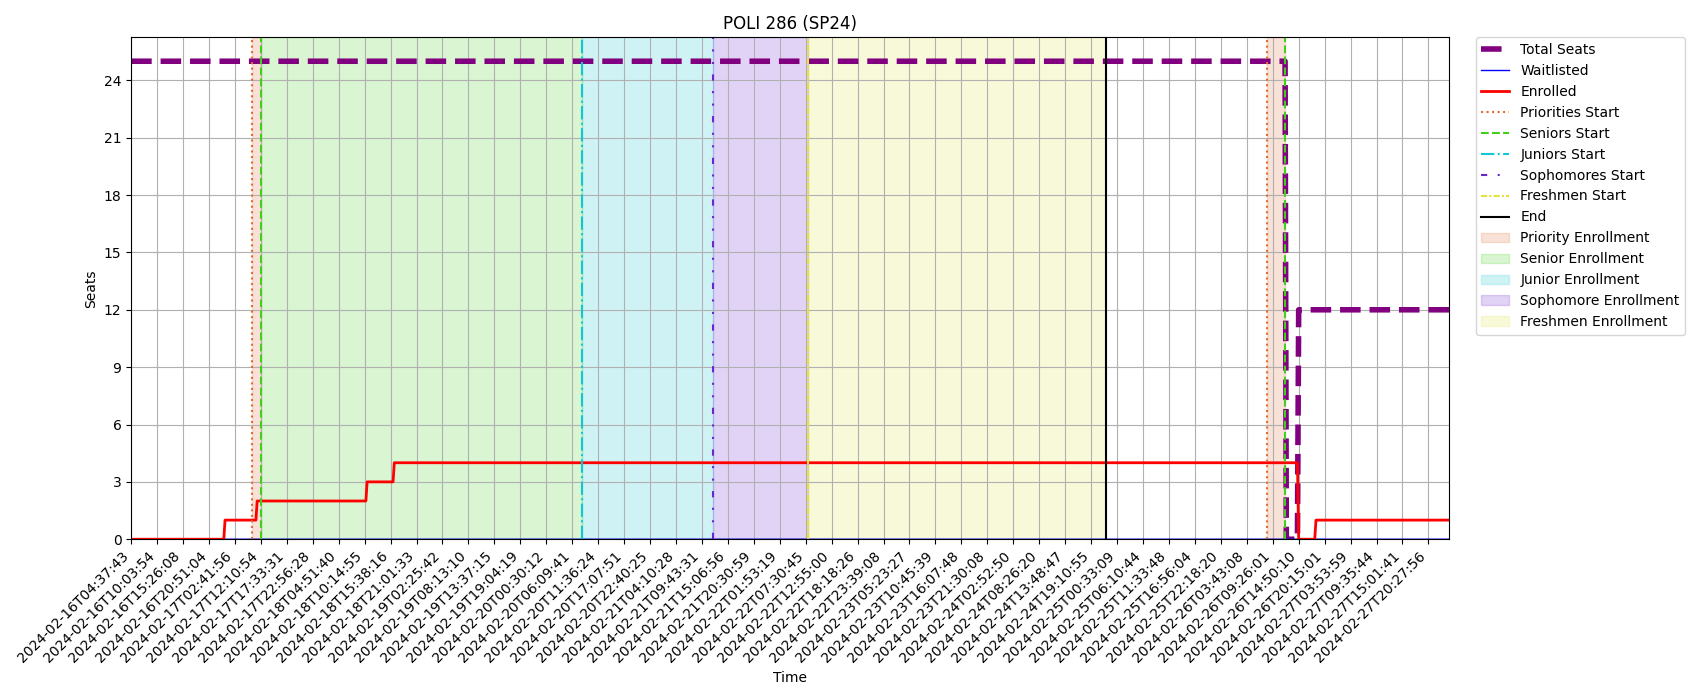 POLI 286 (SP24)
Seats
24
21
18
15
12
9
6
3
0
2024-02-16T04:37:43
2024-02-16T10:03:54
2024-02-16T15:26:08
2024-02-16T20:51:04
2024-02-17T02:41:56
2024-02-17T12:10:54
2024-02-17T17:33:31
2024-02-17T22:56:28
2024-02-18T04:51:40
2024-02-18T10:14:55
2024-02-18T15:38:16
2024-02-18T21:01:33
2024-02-19T02:25:42
2024-02-19T08:13:10
2024-02-19T13:37:15
2024-02-19T19:04:19
2024-02-20T00:30:12
2024-02-20T06:09:41
2024-02-20T11:36:24
2024-02-20T17:07:51
2024-02-20T22:40:25
2024-02-21T04:10:28
2024-02-21T09:43:31
2024-02-21T15:06:56
2024-02-21T20:30:59
2024-02-22T01:53:19
2024-02-22T07:30:45
2024-02-22T12:55:00
2024-02-22T18:18:26
2024-02-22T23:39:08
2024-02-23T05:23:27
2024-02-23T10:45:39
2024-02-23T16:07:48
2024-02-23T21:30:08
2024-02-24T02:52:50
2024-02-24T08:26:20
2024-02-24T13:48:47
2024-02-24T19:10:55
2024-02-25T00:33:09
2024-02-25T06:10:44
2024-02-25T11:33:48
2024-02-25T16:56:04
2024-02-25T22:18:20
2024-02-26T03:43:08
2024-02-26T09:26:01
2024-02-26T14:50:10
2024-02-26T20:15:01
2024-02-27T03:53:59
2024-02-27T09:35:44
2024-02-27T15:01:41
2024-02-27T20:27:56
Time
Total Seats
Waitlisted
Enrolled
Priorities Start
Seniors Start
Juniors Start
Sophomores Start
Freshmen Start
End
Priority Enrollment
Senior Enrollment
Junior Enrollment
Sophomore Enrollment
Freshmen Enrollment